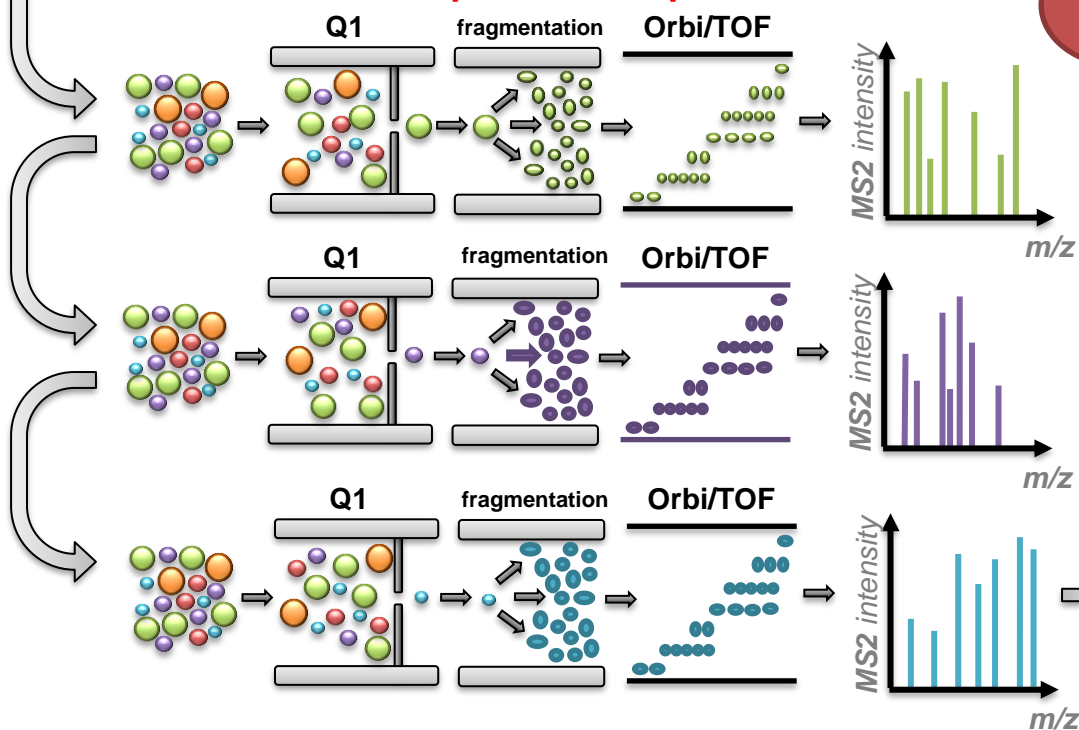 Q1
fragmentation
Orbi/TOF
MS2 intensity
m/z
Q1
fragmentation
Orbi/TOF
MS2 intensity
m/z
Q1
fragmentation
Orbi/TOF
MS2 intensity
m/z